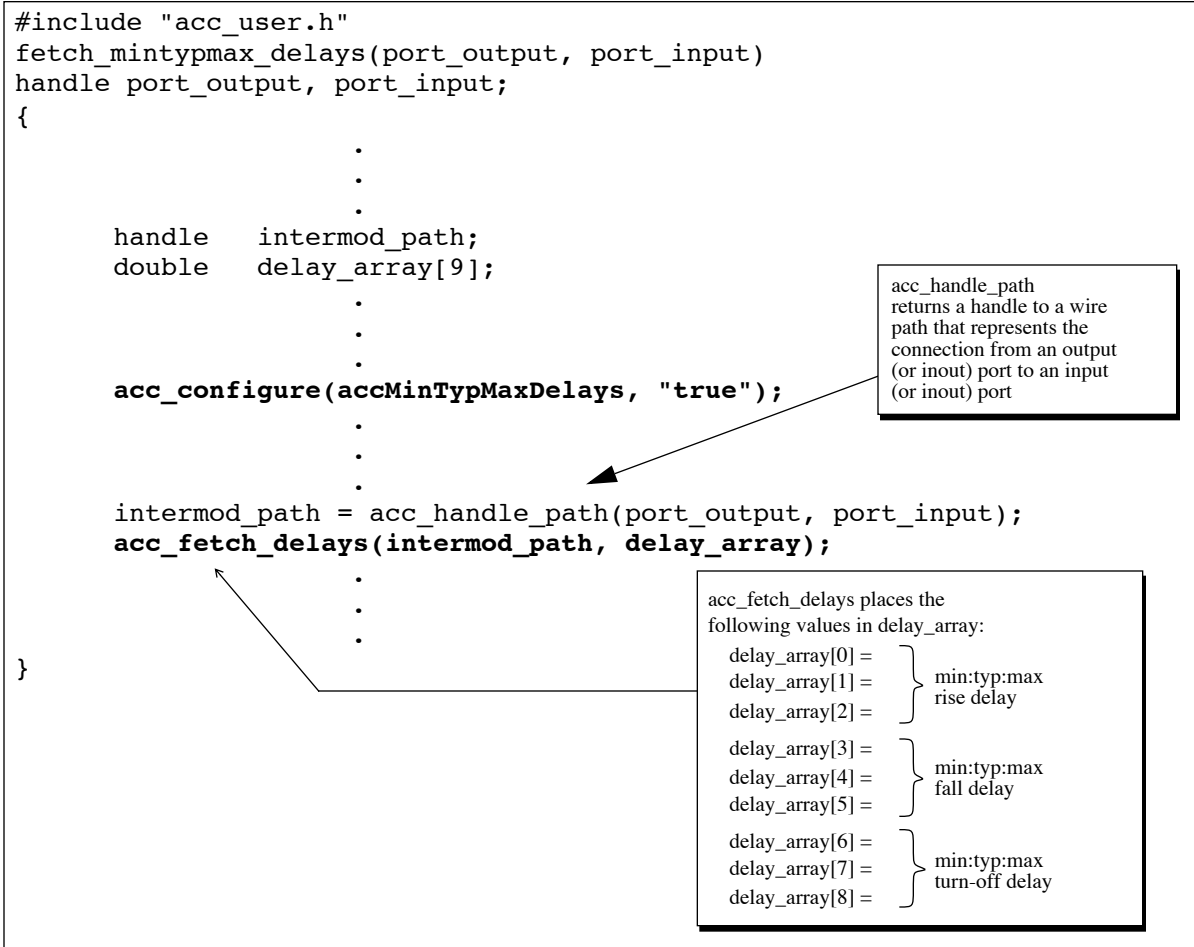 #include "acc_user.h"
fetch_mintypmax_delays(port_output, port_input)
handle port_output, port_input;
{
.
.
.
handle intermod_path;
double delay_array[9];
.
.
.
acc_configure(accMinTypMaxDelays, "true");
.
.
.
intermod_path = acc_handle_path(port_output, port_input);
acc_fetch_delays(intermod_path, delay_array);
.
.
.
}
acc_handle_path
returns a handle to a wire
path that represents the
connection from an output
(or inout) port to an input
(or inout) port
acc_fetch_delays places the
following values in delay_array:
delay_array[0] =
delay_array[1] =
delay_array[2] =
min:typ:max
rise delay
delay_array[3] =
delay_array[4] =
delay_array[5] =
min:typ:max
fall delay
delay_array[6] =
delay_array[7] =
delay_array[8] =
min:typ:max
turn-off delay